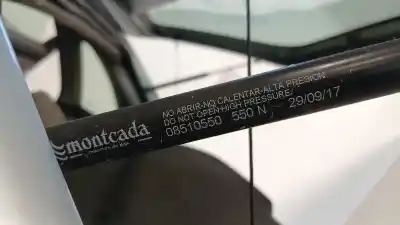 montcada
NO ABRIR-NO CALENTAR-ALTA PRESION
DO NOT OPEN HIGH PRESSURE
08510550 550 N, 29/09/17